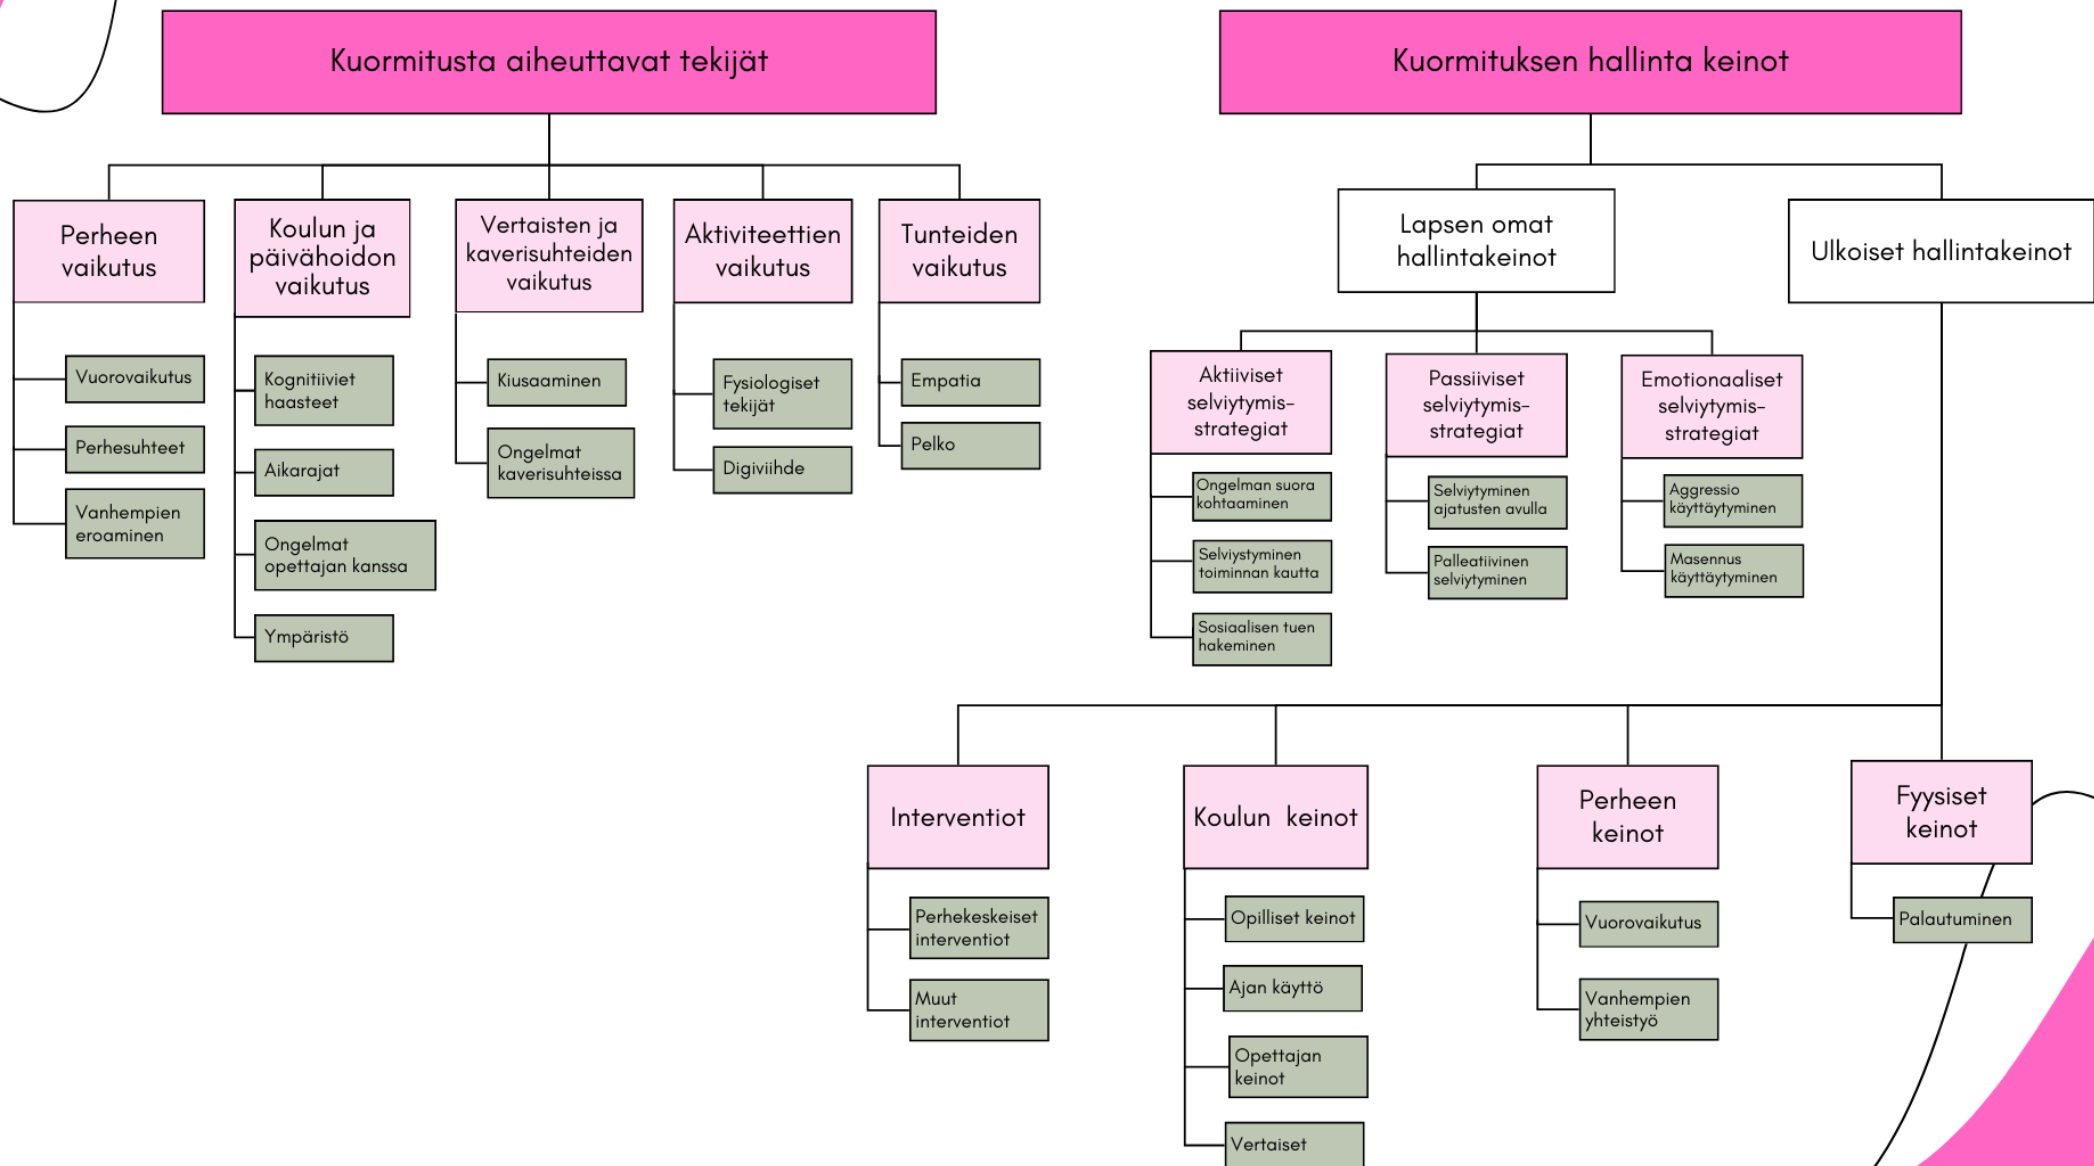 Kuormitusta aiheuttavat tekijät
Perheen
vaikutus
Vuorovaikutus
Perhesuhteet
Vanhempien
eroaminen
Koulun ja
päivähoidon
vaikutus
Kognitiiviet
haasteet
Aikarajat
Ongelmat
opettajan kanssa
Ympäristö
Vertaisten ja
kaverisuhteiden
vaikutus
Kiusaaminen
Ongelmat
kaverisuhteissa
Aktiviteettien
vaikutus
Fysiologiset
tekijät
Digiviihde
Tunteiden
vaikutus
Empatia
Pelko
Kuormituksen hallinta keinot
Lapsen omat
hallintakeinot
Aktiiviset
selviytymis-
strategiat
Ongelman suora
kohtaaminen
Selviystyminen
toiminnan kautta
Sosiaalisen tuen
hakeminen
Passiiviset
selviytymis-
strategiat
Selviytyminen
ajatusten avulla
Palleatiivinen
selviytyminen
Emotionaaliset
selviytymis-
strategiat
Aggressio
käyttäytyminen
Masennus
käyttäytyminen
Ulkoiset hallintakeinot
Interventiot
Perhekeskeiset
interventiot
Muut
interventiot
Koulun keinot
Opilliset keinot
Ajan käyttö
Opettajan
keinot
Vertaiset
Perheen
keinot
Vuorovaikutus
Vanhempien
yhteistyö
Fyysiset
keinot
Palautuminen